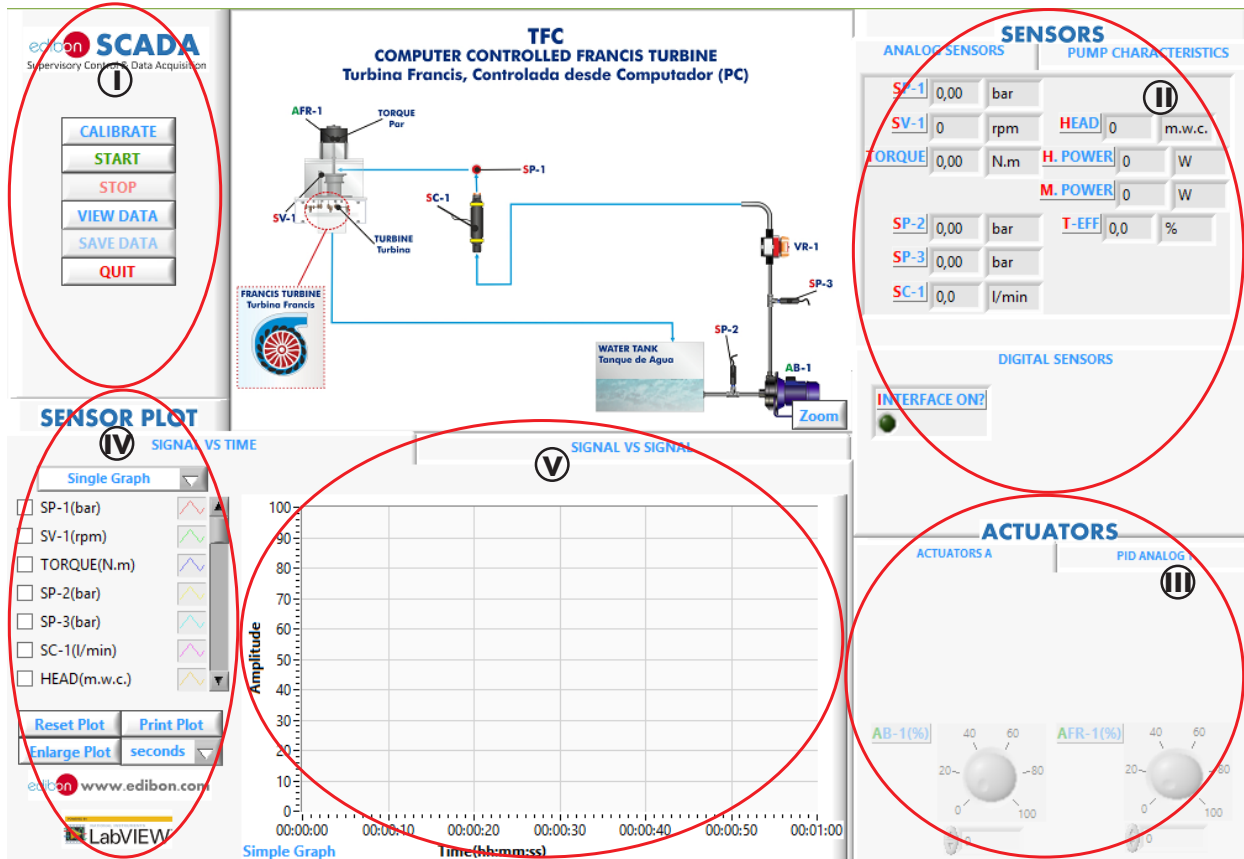 edibon SCADA
Supervisory Control & Data Acquisition
I
CALIBRATE
START
STOP
VIEW DATA
SAVE DATA
QUIT
TFC
COMPUTER CONTROLLED FRANCIS TURBINE
Turbina Francis, Controlada desde Computador (PC)
AFR-1
TORQUE
Par
SP-1
SC-1
SV-1
TURBINE
Turbina
VR-1
FRANCIS TURBINE
Turbina Francis
SP-3
SP-2
WATER TANK
Tanque de Agua
AB-1
Zoom
SENSORS
ANALOG SENSORS
PUMP CHARACTERISTICS
II
SP-1 0,00 bar
SV-1 0 rpm
HEAD 0 m.w.c.
TORQUE 0,00 N.m
H. POWER 0 W
M. POWER 0 W
SP-2 0,00 bar
T-EFF 0,0 %
SP-3 0,00 bar
SC-1 0,0 l/min
DIGITAL SENSORS
INTERFACE ON?
SENSOR PLOT
IV
SIGNAL VS TIME
SIGNAL VS SIGNAL
V
Single Graph
SP-1(bar)
SV-1(rpm)
TORQUE(N.m)
SP-2(bar)
SP-3(bar)
SC-1(l/min)
HEAD(m.w.c.)
Reset Plot Print Plot
Enlarge Plot seconds
edibon www.edibon.com
LabVIEW
Amplitude
100
90
80
70
60
50
40
30
20
10
0
00:00:00 00:00:10 00:00:20 00:00:30 00:00:40 00:00:50 00:01:00
Simple Graph
Time(hh:mm:ss)
ACTUATORS
ACTUATORS A
PID ANALOG 1
III
AB-1(%)
0 20 40 60 80 100
0
AFR-1(%)
0 20 40 60 80 100
0